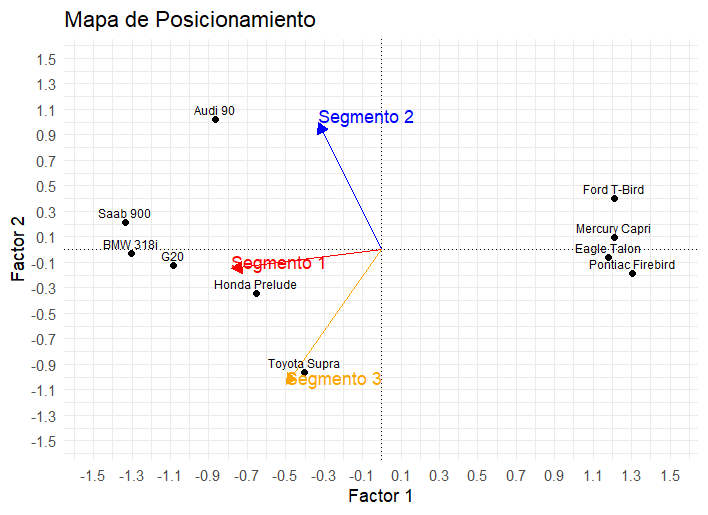 Mapa de Posicionamiento
1.5
1.3
1.1
0.9
0.7
0.5
0.3
0.1
-0.1
-0.3
-0.5
-0.7
-0.9
-1.1
-1.3
-1.5
Factor 2
Audi 90
Segmento 2
Ford T-Bird
Saab 900
Mercury Capri
BMW 318i
Eagle Talon
G20
Segmento 1
Pontiac Firebird
Honda Prelude
Toyota Supra
Segmento 3
-1.5 -1.3 -1.1 -0.9 -0.7 -0.5 -0.3 -0.1 0.1 0.3 0.5 0.7 0.9 1.1 1.3 1.5
Factor 1